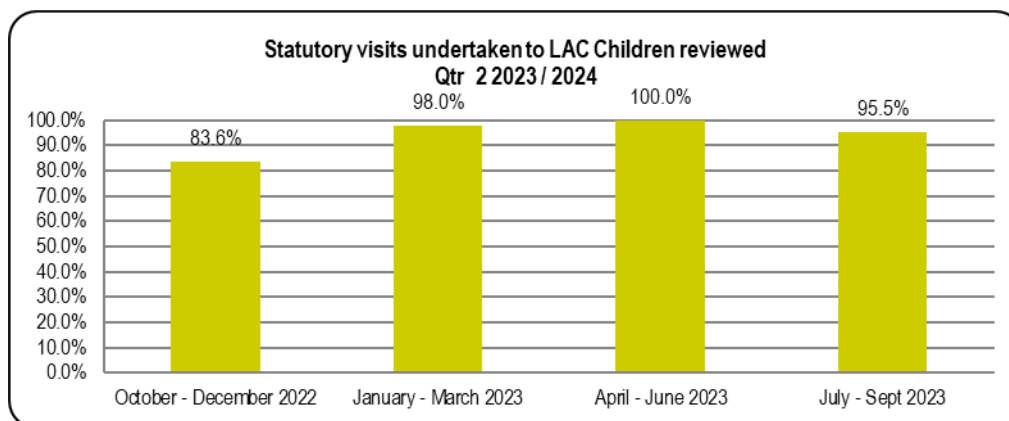 Statutory visits undertaken to LAC Children reviewed
Qtr 2 2023 / 2024
83.6%
98.0%
100.0%
95.5%
100.0%
90.0%
80.0%
70.0%
60.0%
50.0%
40.0%
30.0%
20.0%
10.0%
0.0%
October - December 2022
January - March 2023
April - June 2023
July - Sept 2023